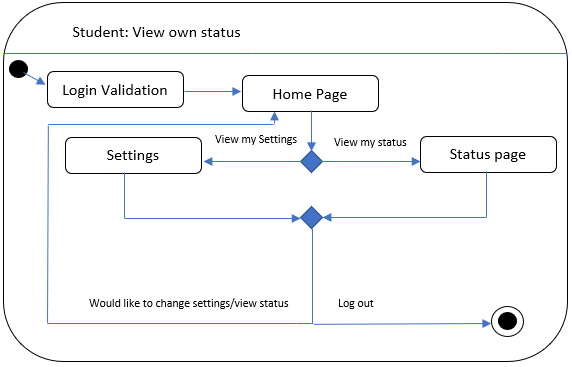 Student: View own status
Login Validation
Home Page
View my Settings
View my status
Settings
Status page
Would like to change settings/view status
Log out